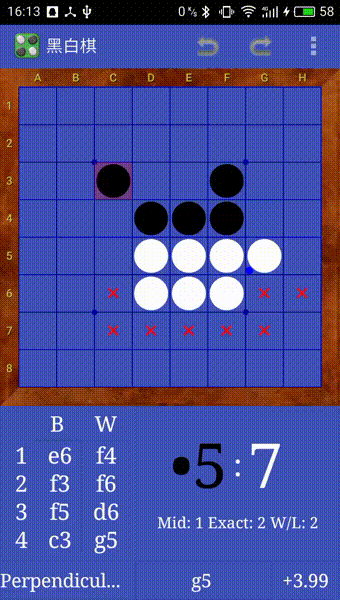 16:13 0 K/s 4G 58
黑白棋
A B C D E F G H
1
2
3
4
5
6
7
8
B W
1 e6 f4
2 f3 f6
3 f5 d6
4 c3 g5
5 : 7
Mid: 1 Exact: 2 W/L: 2
Perpendicul... g5 +3.99